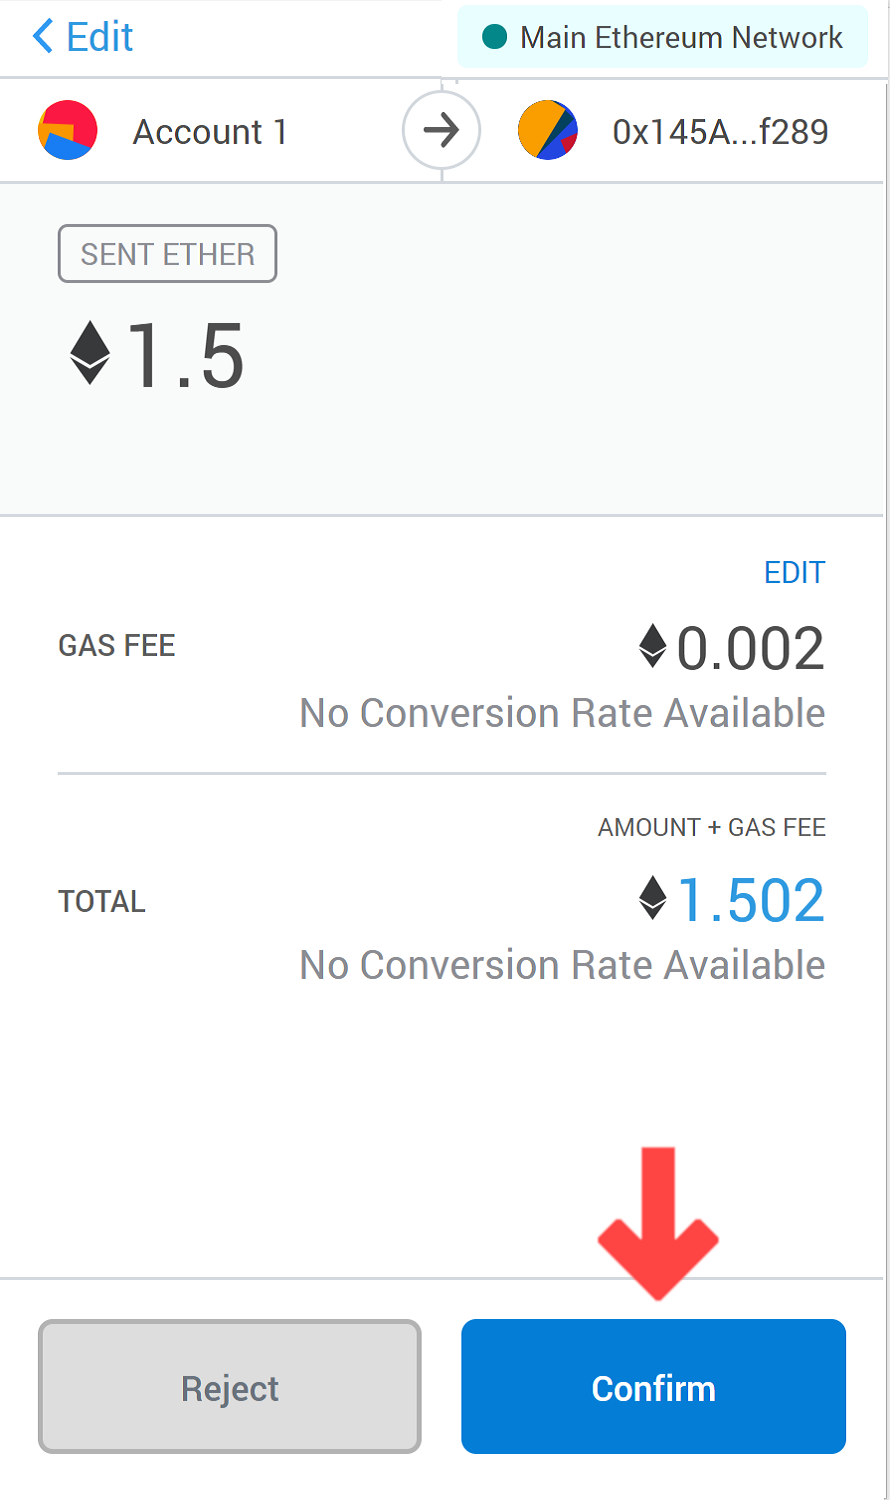 Edit
Main Ethereum Network
Account 1
0x145A...f289
SENT ETHER
1.5
EDIT
GAS FEE
0.002
No Conversion Rate Available
AMOUNT + GAS FEE
TOTAL
1.502
No Conversion Rate Available
Reject
Confirm